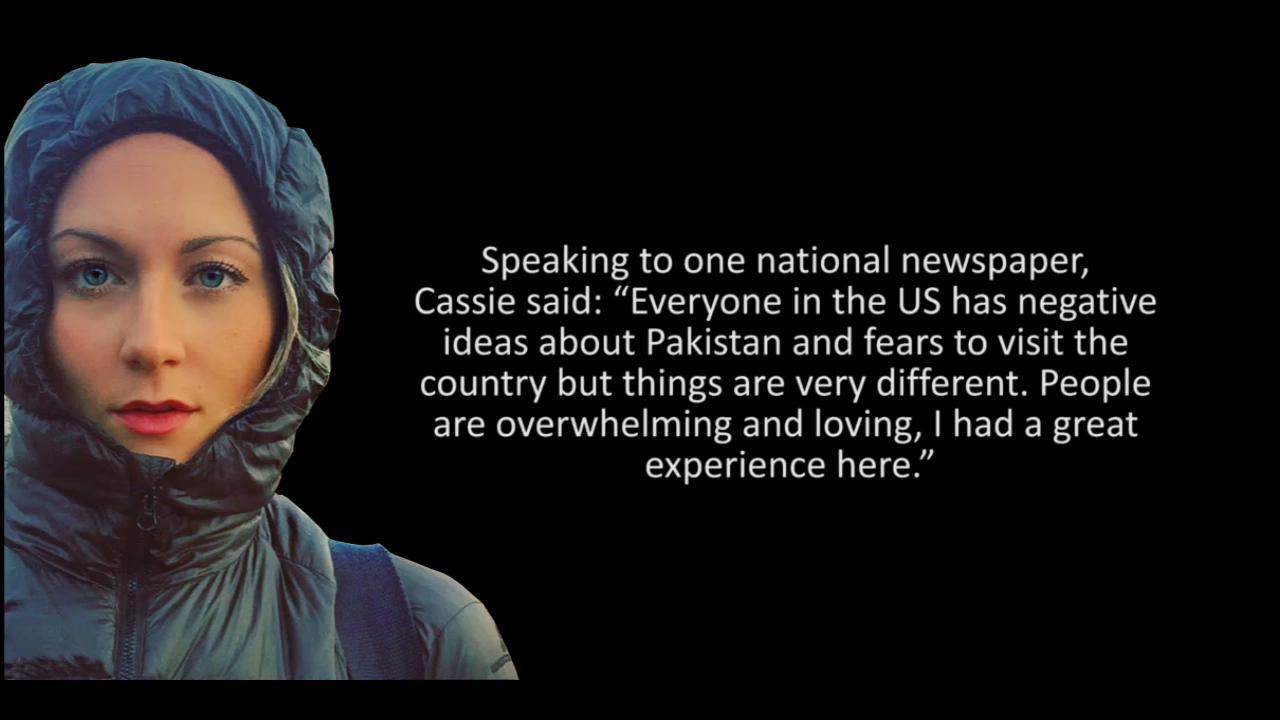 Speaking to one national newspaper,
Cassie said: “Everyone in the US has negative
ideas about Pakistan and fears to visit the
country but things are very different. People
are overwhelming and loving, I had a great
experience here.”